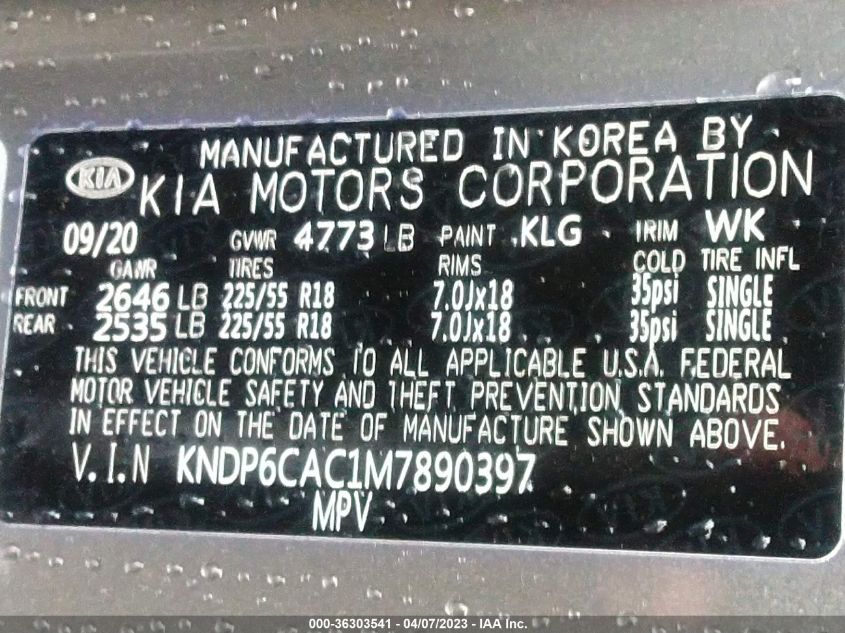 MANUFACTURED IN KOREA BY
KIA KIA MOTORS CORPORATION
09/20 GVWR 4773 LB PAINT KLG TRIM WK
GAWR TIRES RIMS COLD TIRE INFL
FRONT 2646 LB 225/55 R18 7.0Jx18 35psi SINGLE
REAR 2535 LB 225/55 R18 7.0Jx18 35psi SINGLE
THIS VEHICLE CONFORMS TO ALL APPLICABLE U.S.A. FEDERAL
MOTOR VEHICLE SAFETY AND THEFT PREVENTION STANDARDS
IN EFFECT ON THE DATE OF MANUFACTURE SHOWN ABOVE.
V.I.N KNDP6CAC1M7890397
MPV
000-36303541 - 04/07/2023 - IAA Inc.